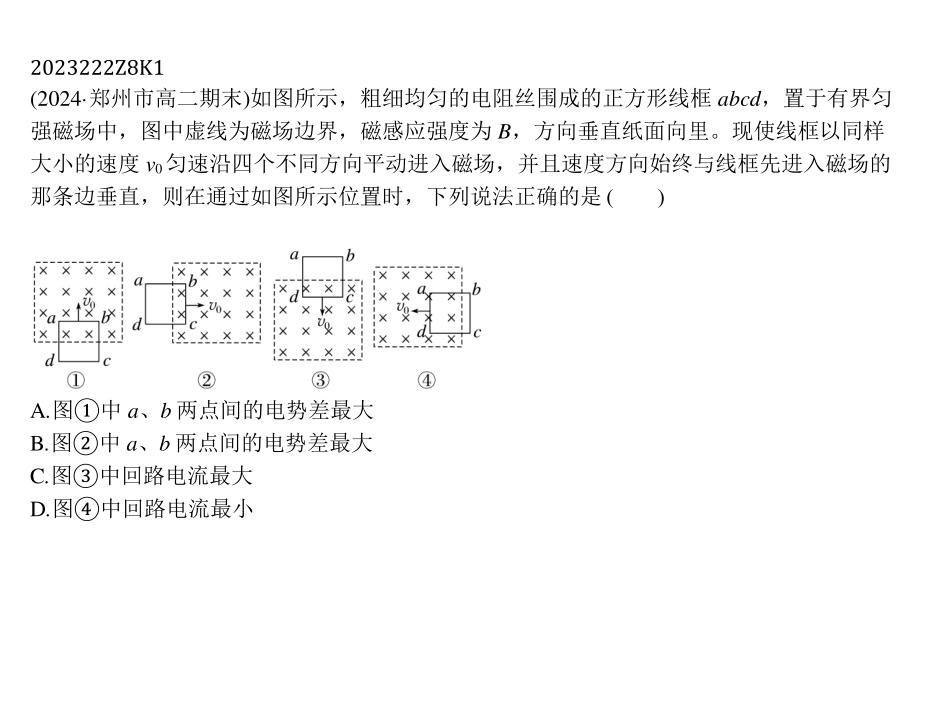 2023222Z8K1
(2024·郑州市高二期末)如图所示，粗细均匀的电阻丝围成的正方形线框 abcd，置于有界匀
强磁场中，图中虚线为磁场边界，磁感应强度为 B，方向垂直纸面向里。现使线框以同样
大小的速度 v₀匀速沿四个不同方向平动进入磁场，并且速度方向始终与线框先进入磁场的
那条边垂直，则在通过如图所示位置时，下列说法正确的是 (　　)
a b d c v₀
①
a b d c v₀
②
a b d c v₀
③
a b d c v₀
④
A.图①中 a、b 两点间的电势差最大
B.图②中 a、b 两点间的电势差最大
C.图③中回路电流最大
D.图④中回路电流最小